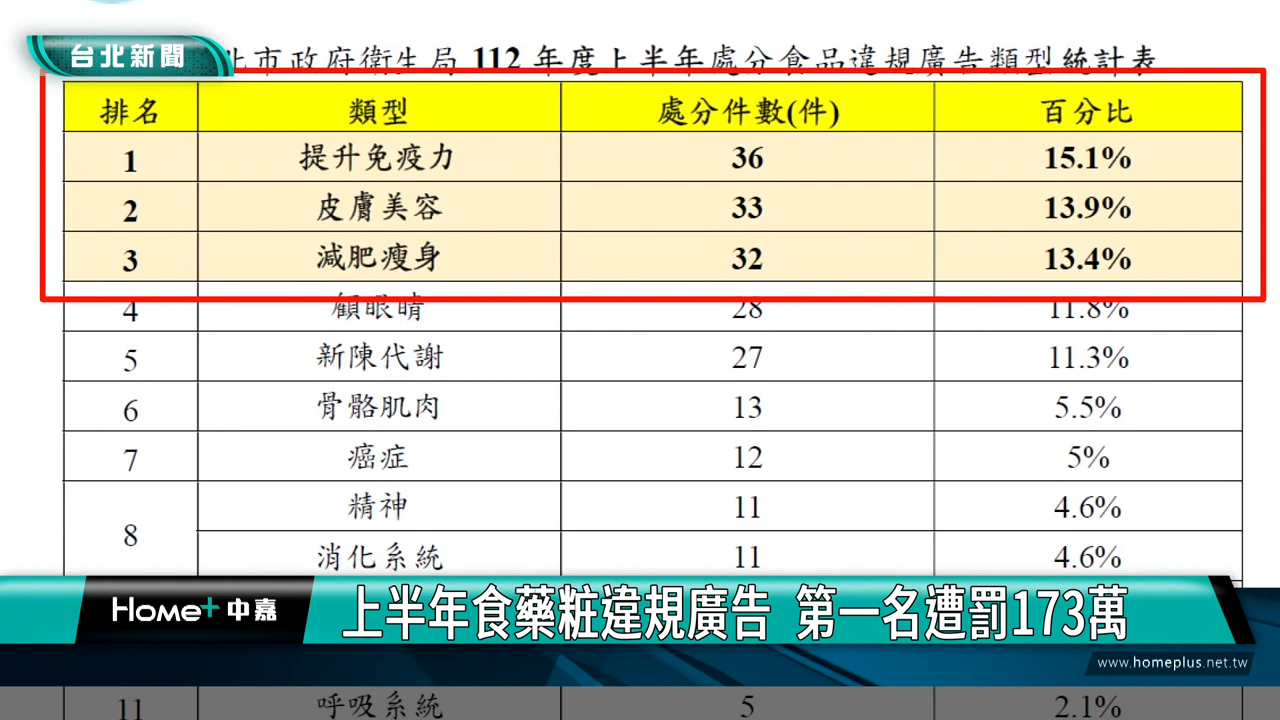 台北新聞
北市政府衛生局 112 年度上半年處分食品違規廣告類型統計表
排名 類型 處分件數(件) 百分比
1 提升免疫力 36 15.1%
2 皮膚美容 33 13.9%
3 減肥瘦身 32 13.4%
4 顧眼睛 28 11.8%
5 新陳代謝 27 11.3%
6 骨骼肌肉 13 5.5%
7 癌症 12 5%
8 精神 11 4.6%
消化系統 11 4.6%
Home+ 中嘉
上半年食藥粧違規廣告 第一名遭罰173萬
www.homeplus.net.tw
11 呼吸系統 5 2.1%